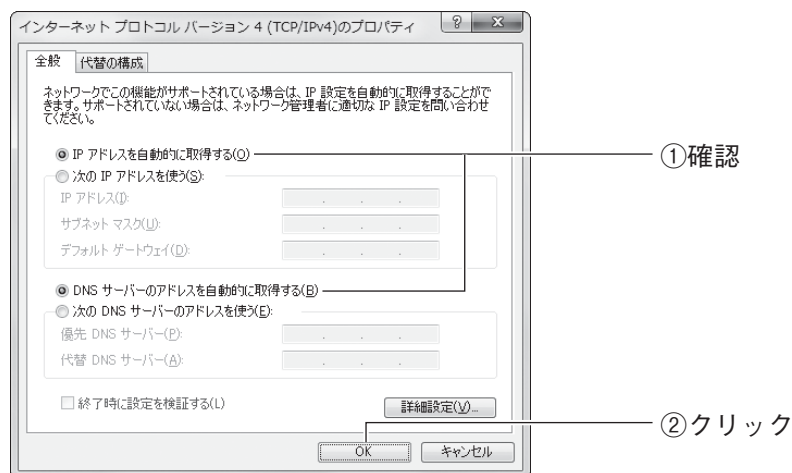 インターネット プロトコル バージョン 4 (TCP/IPv4)のプロパティ
全般
代替の構成
ネットワークでこの機能がサポートされている場合は、IP 設定を自動的に取得することがで
きます。サポートされていない場合は、ネットワーク管理者に適切な IP 設定を問い合わせ
てください。
IP アドレスを自動的に取得する(O)
①確認
次の IP アドレスを使う(S):
IP アドレス(I):
サブネット マスク(U):
デフォルト ゲートウェイ(D):
DNS サーバーのアドレスを自動的に取得する(B)
次の DNS サーバーのアドレスを使う(E):
優先 DNS サーバー(P):
代替 DNS サーバー(A):
終了時に設定を検証する(L)
詳細設定(V)...
②クリック
OK
キャンセル